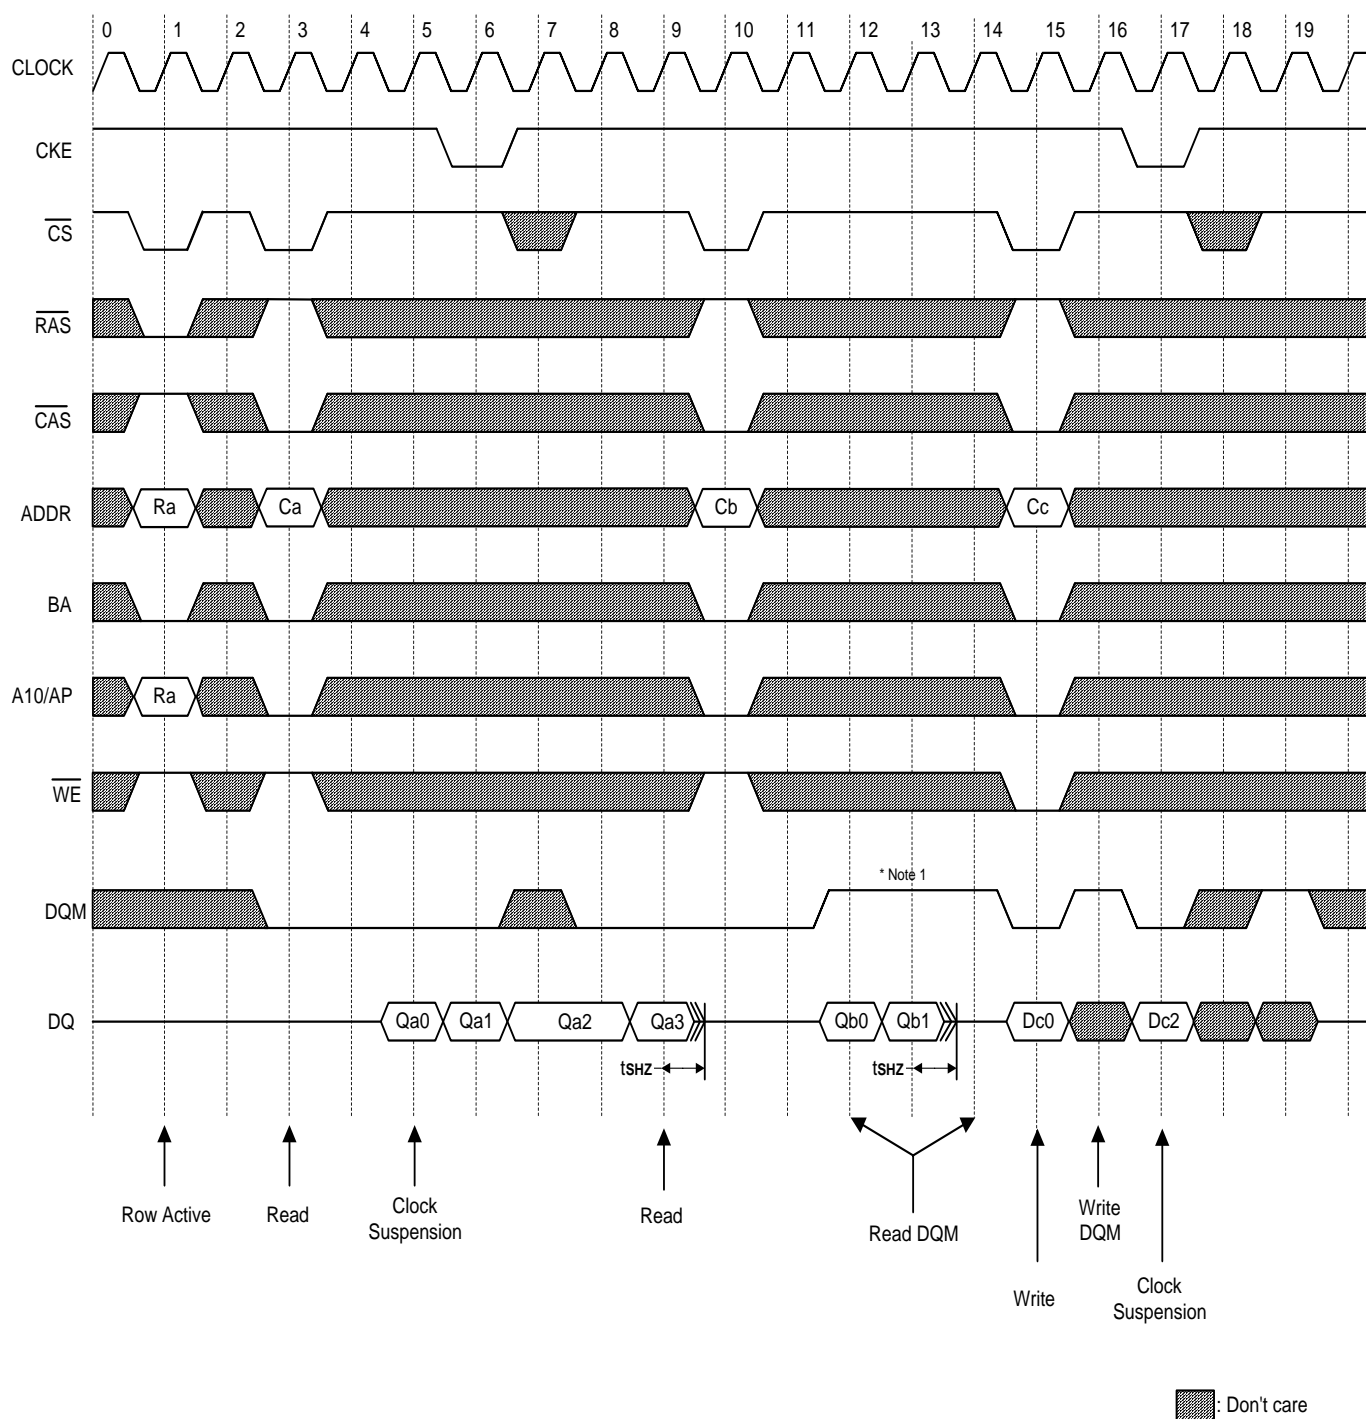 0 1 2 3 4 5 6 7 8 9 10 11 12 13 14 15 16 17 18 19
CLOCK
CKE
CS
RAS
CAS
ADDR Ra Ca Cb Cc
BA
A10/AP Ra
WE
* Note 1
DQM
DQ Qa0 Qa1 Qa2 Qa3 Qb0 Qb1 Dc0 Dc2
tSHZ tSHZ
Row Active Read Clock Suspension Read Read DQM Write DQM
Write Clock Suspension
: Don't care